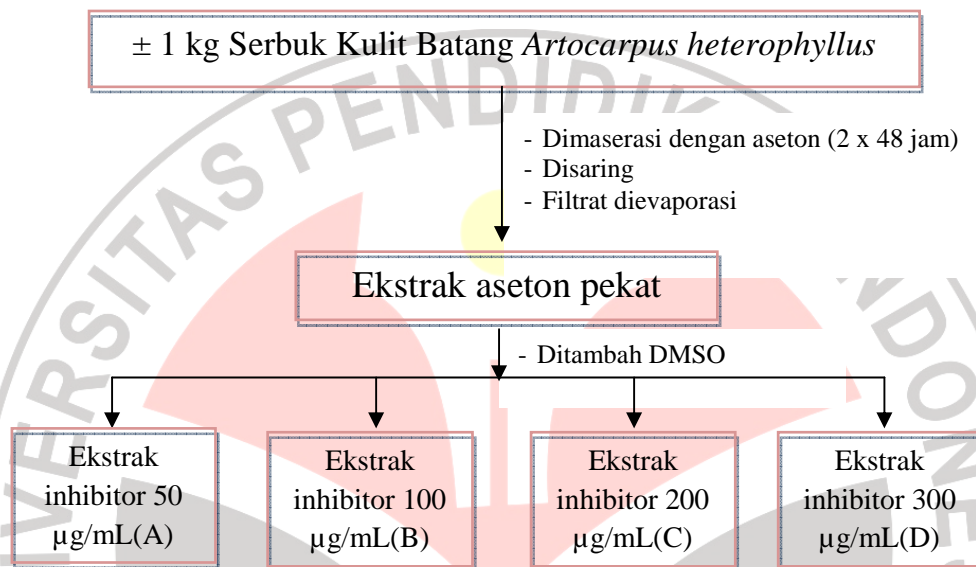 ± 1 kg Serbuk Kulit Batang Artocarpus heterophyllus
- Dimaserasi dengan aseton (2 x 48 jam)
- Disaring
- Filtrat dievaporasi
Ekstrak aseton pekat
- Ditambah DMSO
Ekstrak
inhibitor 50
µg/mL(A)
Ekstrak
inhibitor 100
µg/mL(B)
Ekstrak
inhibitor 200
µg/mL(C)
Ekstrak
inhibitor 300
µg/mL(D)